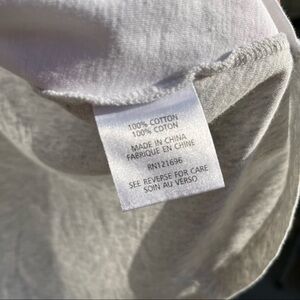 100% COTTON
100% COTON
MADE IN CHINA
FABRIQUE EN CHINE
RN121696
SEE REVERSE FOR CARE
SOIN AU VERSO